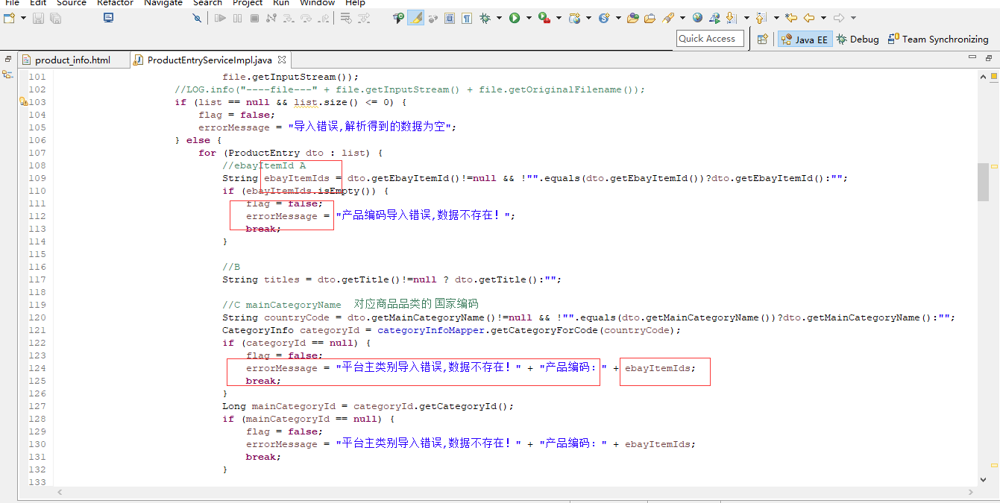 File Edit Source Refactor Navigate Search Project Run Window Help
Quick Access Java EE Debug Team Synchronizing
product_info.html ProductEntryServiceImpl.java
101 file.getInputStream());
102 //LOG.info("----file---" + file.getInputStream() + file.getOriginalFilename());
103 if (list == null && list.size() <= 0) {
104 flag = false;
105 errorMessage = "导入错误,解析得到的数据为空";
106 } else {
107 for (ProductEntry dto : list) {
108 //ebayItemId A
109 String ebayItemIds = dto.getEbayItemId()!=null && !"".equals(dto.getEbayItemId())?dto.getEbayItemId():"";
110 if (ebayItemIds.isEmpty()) {
111 flag = false;
112 errorMessage = "产品编码导入错误,数据不存在！";
113 break;
114 }
115
116 //B
117 String titles = dto.getTitle()!=null ? dto.getTitle():"";
118
119 //C mainCategoryName 对应商品品类的 国家编码
120 String countryCode = dto.getMainCategoryName()!=null && !"".equals(dto.getMainCategoryName())?dto.getMainCategoryName():"";
121 CategoryInfo categoryId = categoryInfoMapper.getCategoryForCode(countryCode);
122 if (categoryId == null) {
123 flag = false;
124 errorMessage = "平台主类别导入错误,数据不存在！" + "产品编码：" + ebayItemIds;
125 break;
126 }
127 Long mainCategoryId = categoryId.getCategoryId();
128 if (mainCategoryId == null) {
129 flag = false;
130 errorMessage = "平台主类别导入错误,数据不存在！" + "产品编码：" + ebayItemIds;
131 break;
132 }
133